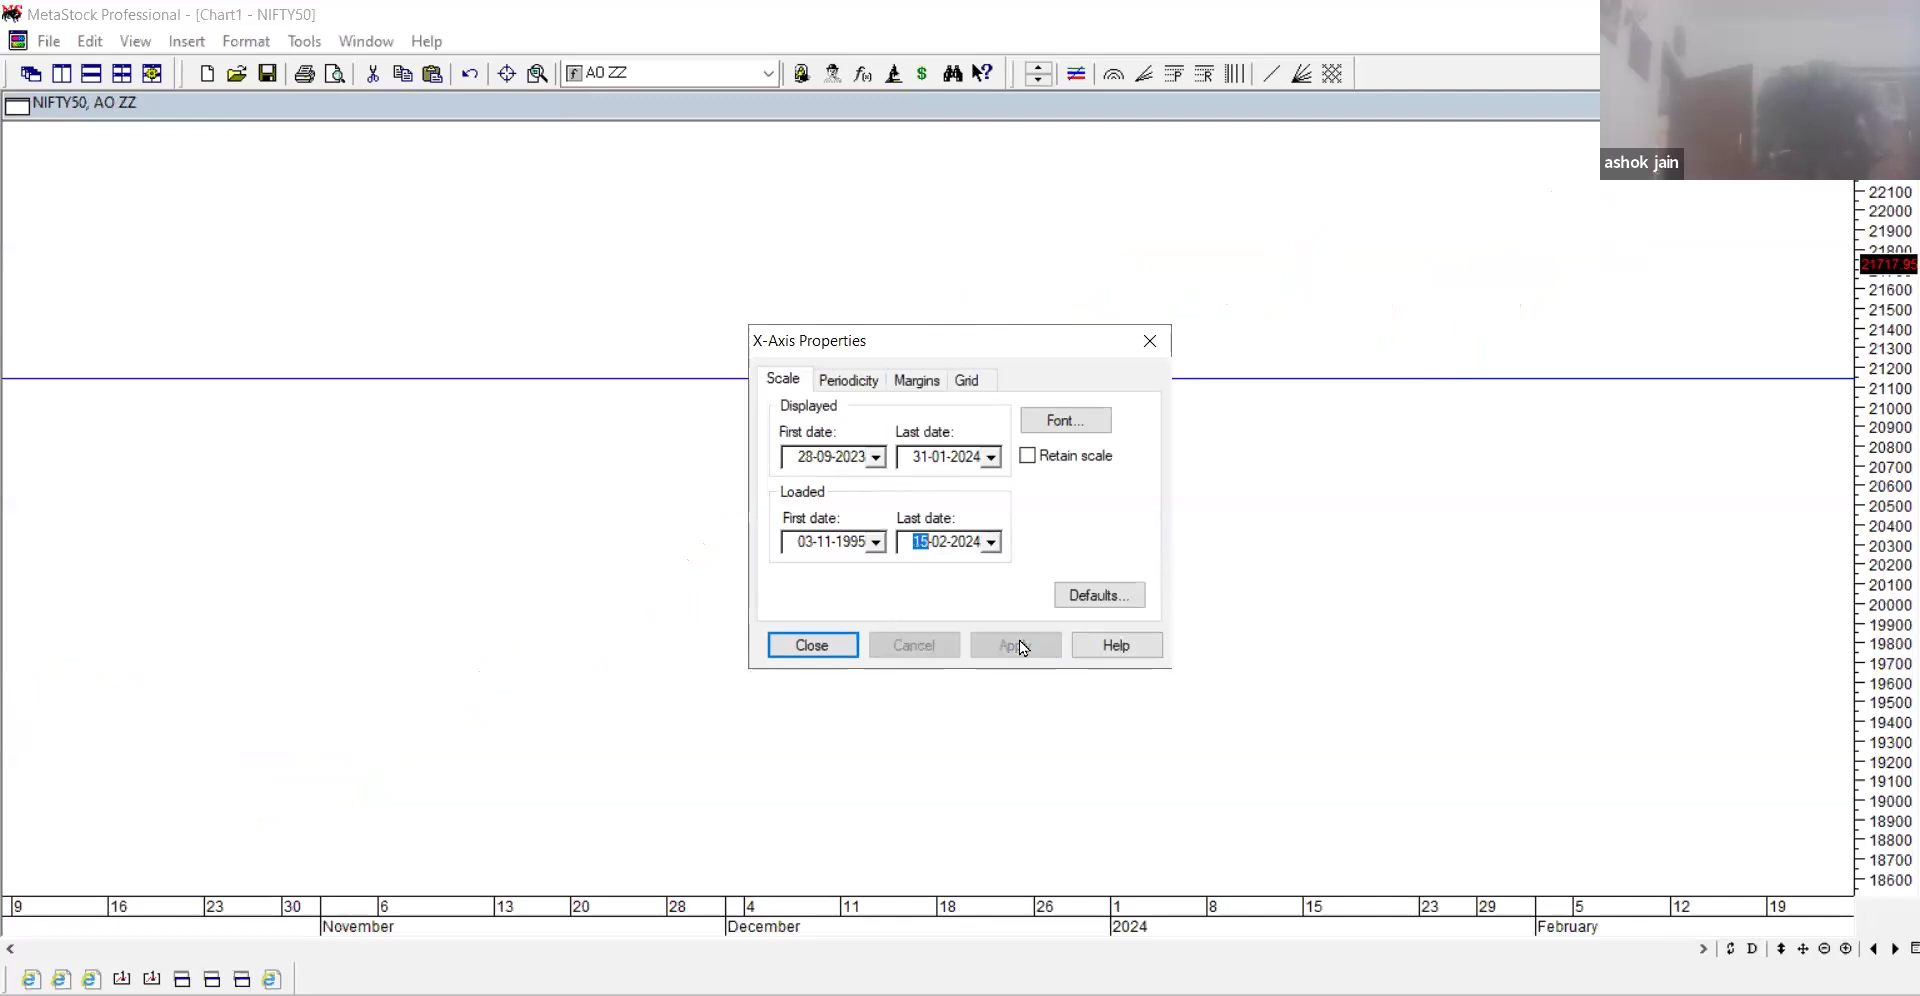 MetaStock Professional - [Chart1 - NIFTY50]
File Edit View Insert Format Tools Window Help
AO ZZ
NIFTY50, AO ZZ
ashok jain
22100
22000
21900
21800
21717.95
21600
21500
21400
21300
21200
21100
21000
20900
20800
20700
20600
20500
20400
20300
20200
20100
20000
19900
19800
19700
19600
19500
19400
19300
19200
19100
19000
18900
18800
18700
18600
X-Axis Properties
Scale Periodicity Margins Grid
Displayed
Font...
First date: Last date:
28-09-2023 31-01-2024 Retain scale
Loaded
First date: Last date:
03-11-1995 15-02-2024
Defaults...
Close Cancel Help
9 16 23 30 6 13 20 28 4 11 18 26 1 8 15 23 29 5 12 19
November December 2024 February
D